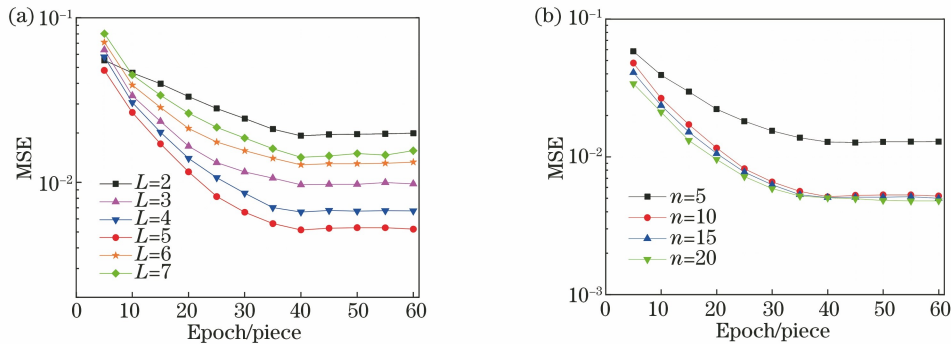 (a)
10⁻¹
10⁻²
MSE
L=2
L=3
L=4
L=5
L=6
L=7
0 10 20 30 40 50 60
Epoch/piece
(b)
10⁻¹
10⁻²
10⁻³
MSE
n=5
n=10
n=15
n=20
0 10 20 30 40 50 60
Epoch/piece